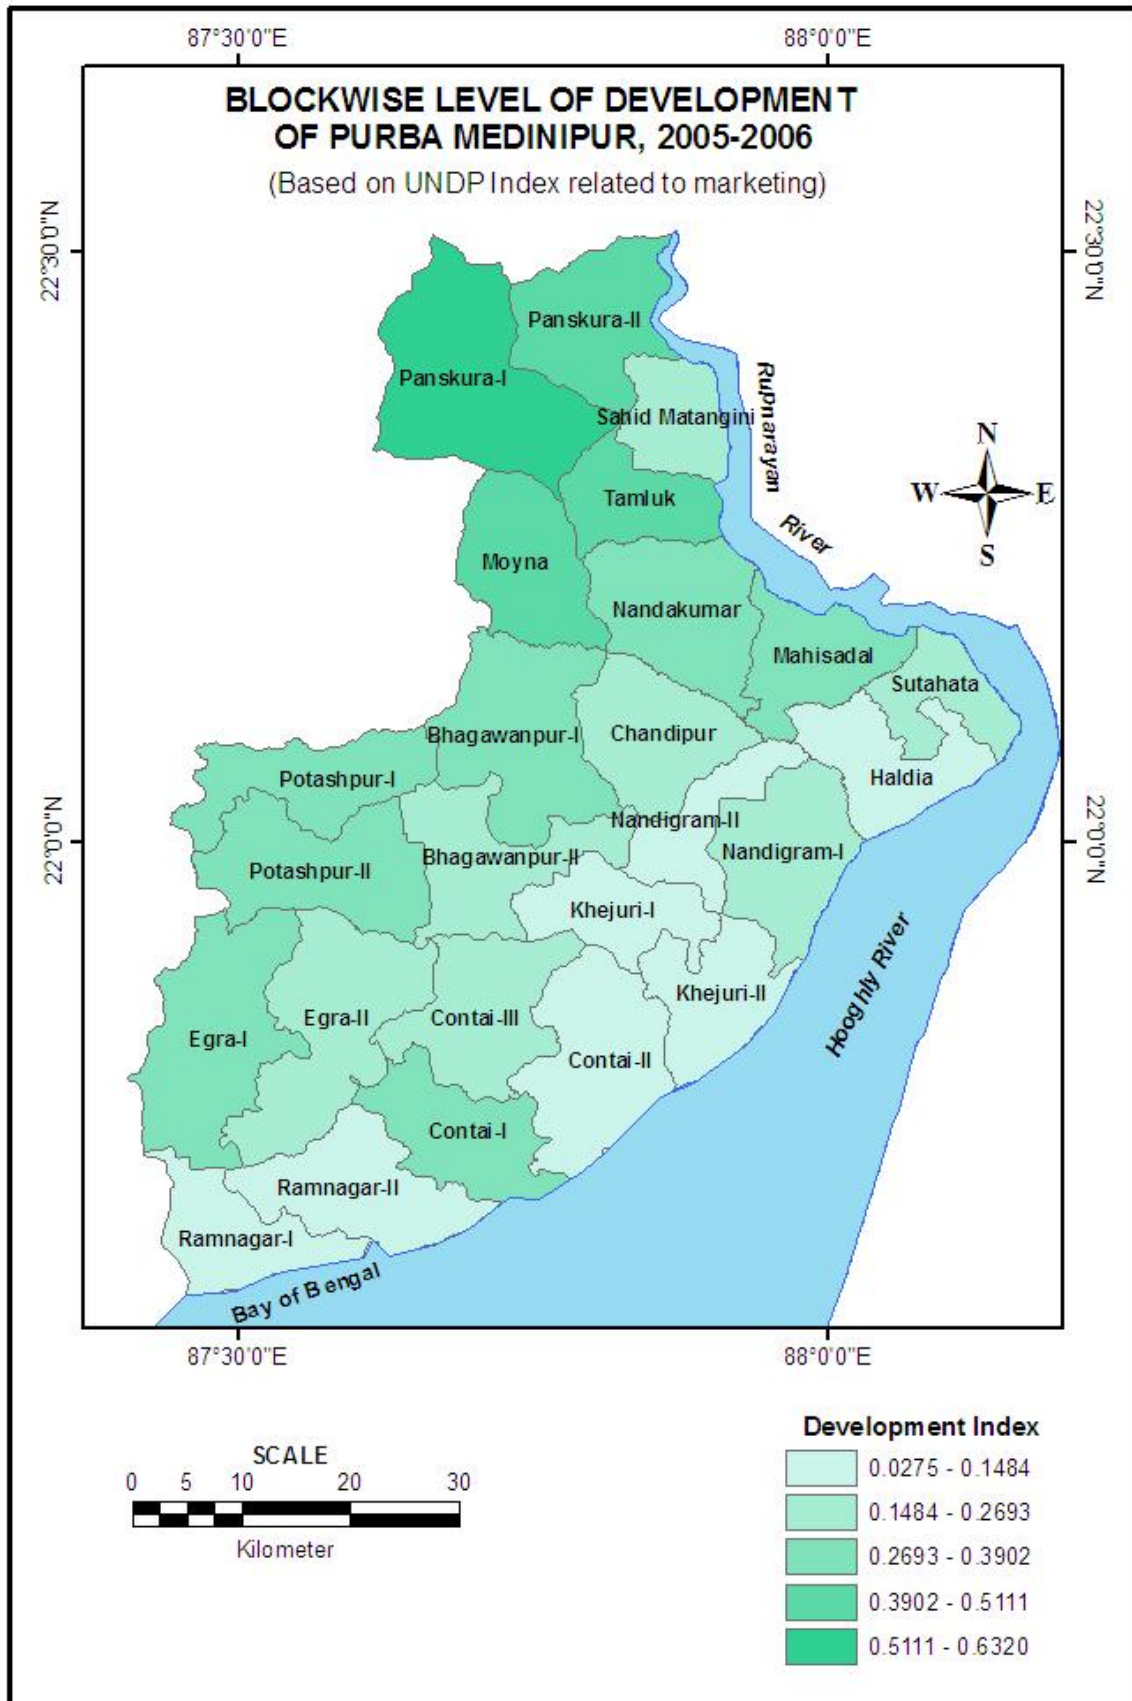 87°30'0"E
88°0'0"E
BLOCKWISE LEVEL OF DEVELOPMENT
OF PURBA MEDINIPUR, 2005-2006
(Based on UNDP Index related to marketing)
22°30'0"N
22°30'0"N
Panskura-II
Panskura-I
Sahid Matangini
Rupnarayan
River
N
W
E
S
Tamluk
Moyna
Nandakumar
Mahisadal
Sutahata
Chandipur
Bhagawanpur-I
Haldia
Potashpur-I
Nandigram-II
22°0'0"N
22°0'0"N
Nandigram-I
Bhagawanpur-II
Potashpur-II
Khejuri-I
Hooghly River
Khejuri-II
Egra-II
Contai-III
Egra-I
Contai-II
Contai-I
Ramnagar-II
Ramnagar-I
Bay of Bengal
87°30'0"E
88°0'0"E
SCALE
0 5 10 20 30
Kilometer
Development Index
0.0275 - 0.1484
0.1484 - 0.2693
0.2693 - 0.3902
0.3902 - 0.5111
0.5111 - 0.6320